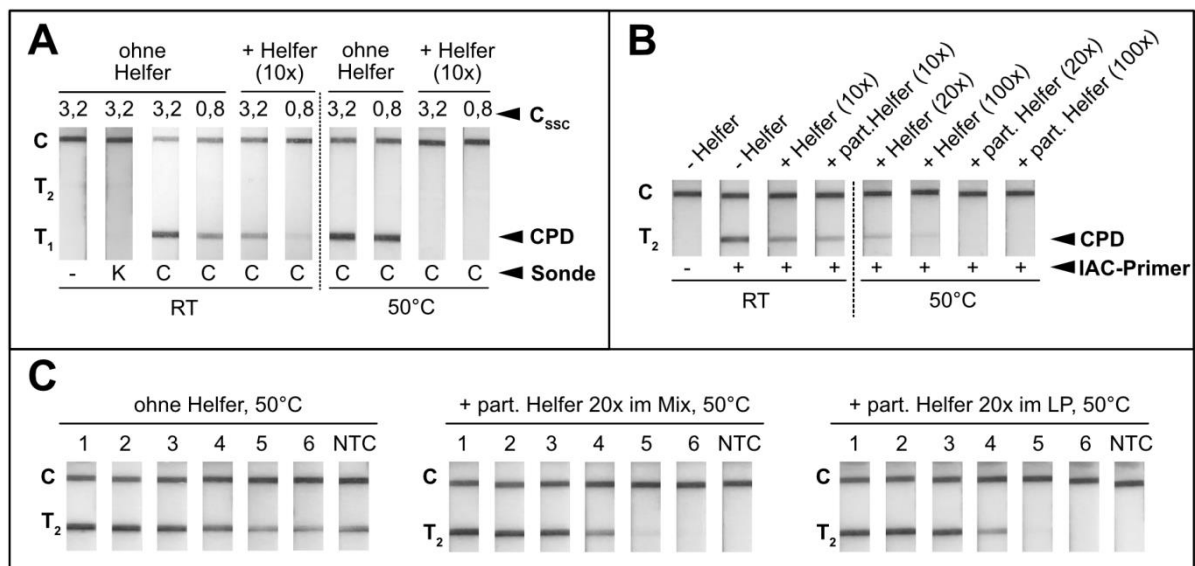 A
ohne Helfer
+ Helfer (10x)
ohne Helfer
+ Helfer (10x)
3,2 3,2 3,2 0,8 3,2 0,8 3,2 0,8 3,2 0,8 ◄ C_SSC
C
T₂
T₁ ◄ CPD
- K C C C C C C C C ◄ Sonde
RT 50°C
B
- Helfer
- Helfer
+ Helfer (10x)
+ part.Helfer (10x)
+ Helfer (20x)
+ Helfer (100x)
+ part. Helfer (20x)
+ part. Helfer (100x)
C
T₂ ◄ CPD
- + + + + + + + ◄ IAC-Primer
RT 50°C
C
ohne Helfer, 50°C
1 2 3 4 5 6 NTC
C
T₂
+ part. Helfer 20x im Mix, 50°C
1 2 3 4 5 6 NTC
C
T₂
+ part. Helfer 20x im LP, 50°C
1 2 3 4 5 6 NTC
C
T₂